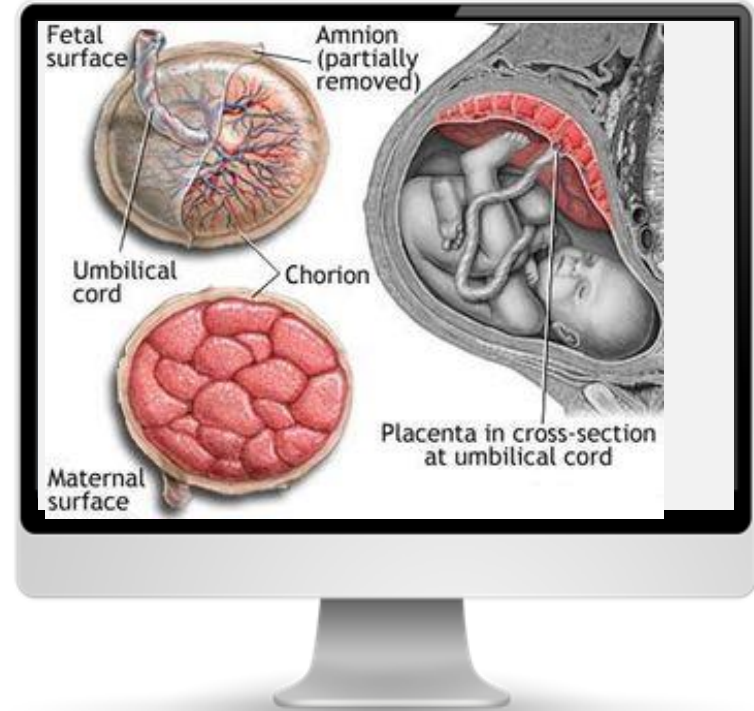 Fetal
surface
Amnion
(partially
removed)
Umbilical
cord
Chorion
Maternal
surface
Placenta in cross-section
at umbilical cord